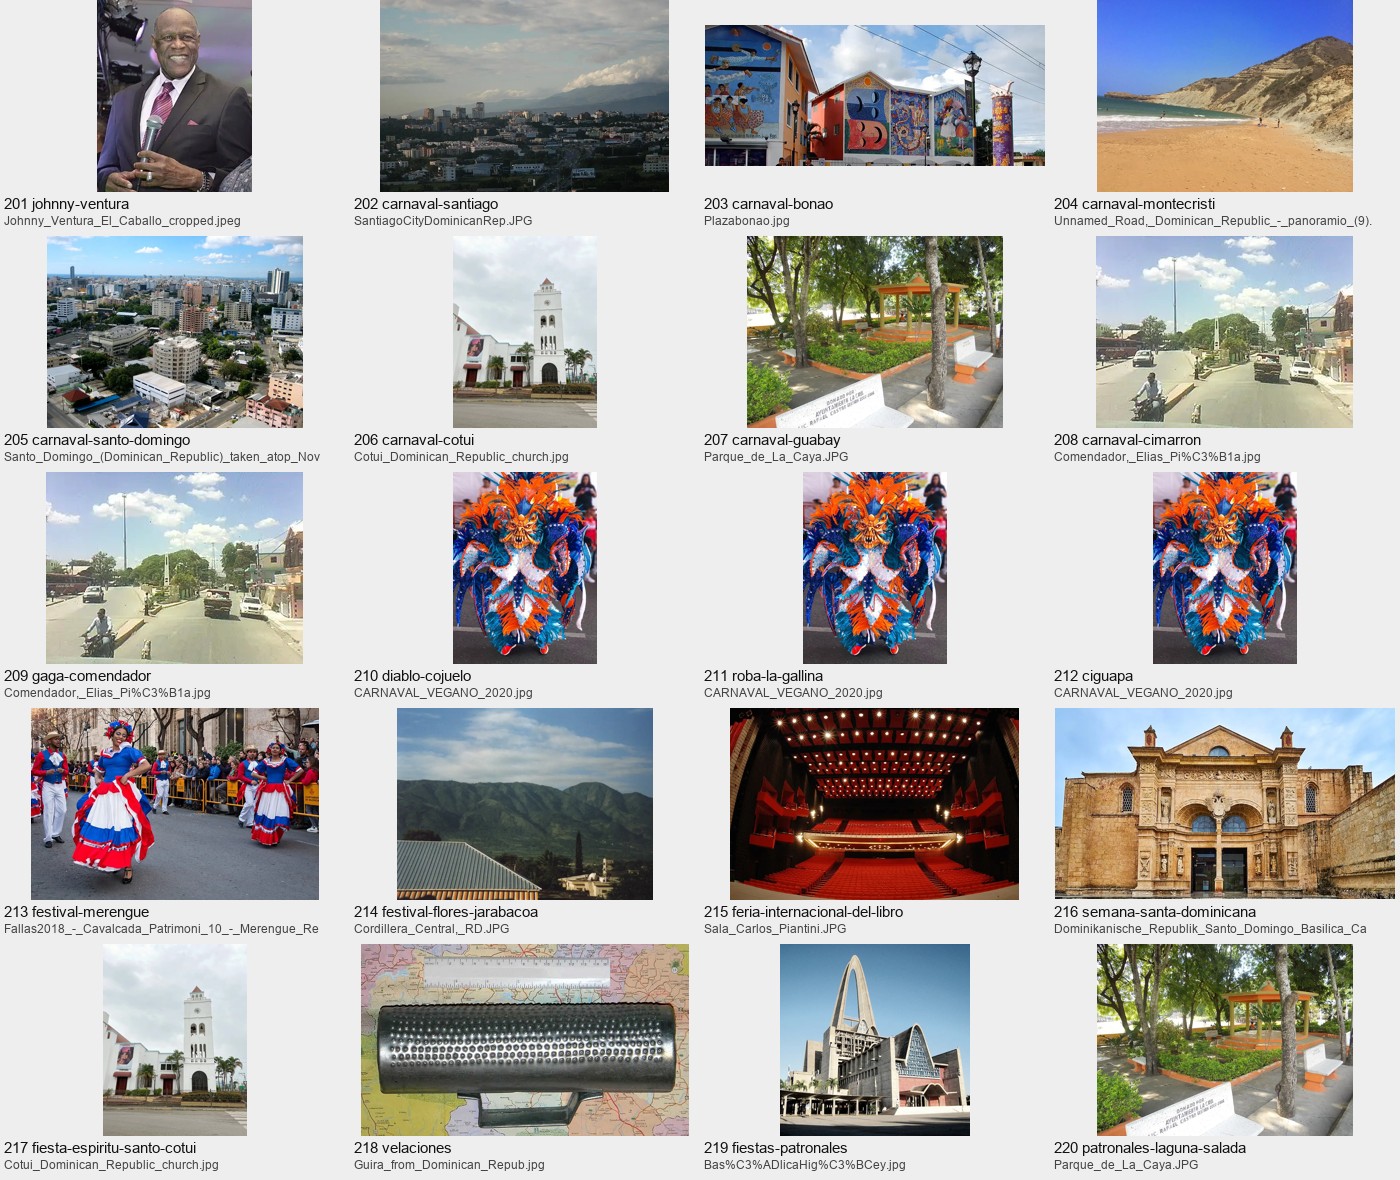 201 johnny-ventura
Johnny_Ventura_El_Caballo_cropped.jpeg
202 carnaval-santiago
SantiagoCityDominicanRep.JPG
203 carnaval-bonao
Plazabonao.jpg
204 carnaval-montecristi
Unnamed_Road,_Dominican_Republic_-_panoramio_(9).
205 carnaval-santo-domingo
Santo_Domingo_(Dominican_Republic)_taken_atop_Nov
206 carnaval-cotui
Cotui_Dominican_Republic_church.jpg
207 carnaval-guabay
Parque_de_La_Caya.JPG
208 carnaval-cimarron
Comendador,_Elias_Pi%C3%B1a.jpg
209 gaga-comendador
Comendador,_Elias_Pi%C3%B1a.jpg
210 diablo-cojuelo
CARNAVAL_VEGANO_2020.jpg
211 roba-la-gallina
CARNAVAL_VEGANO_2020.jpg
212 ciguapa
CARNAVAL_VEGANO_2020.jpg
213 festival-merengue
Fallas2018_-_Cavalcada_Patrimoni_10_-_Merengue_Re
214 festival-flores-jarabacoa
Cordillera_Central,_RD.JPG
215 feria-internacional-del-libro
Sala_Carlos_Piantini.JPG
216 semana-santa-dominicana
Dominikanische_Republik_Santo_Domingo_Basilica_Ca
217 fiesta-espiritu-santo-cotui
Cotui_Dominican_Republic_church.jpg
218 velaciones
Guira_from_Dominican_Repub.jpg
219 fiestas-patronales
Bas%C3%ADlicaHig%C3%BCey.jpg
220 patronales-laguna-salada
Parque_de_La_Caya.JPG